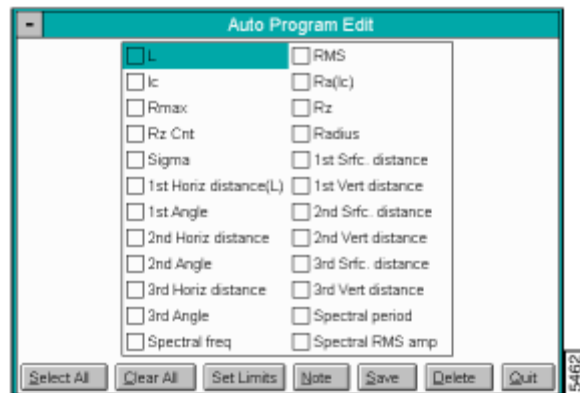 Auto Program Edit
L RMS
lc Ra(lc)
Rmax Rz
Rz Cnt Radius
Sigma 1st Srfc. distance
1st Horiz distance(L) 1st Vert distance
1st Angle 2nd Srfc. distance
2nd Horiz distance 2nd Vert distance
2nd Angle 3rd Srfc. distance
3rd Horiz distance 3rd Vert distance
3rd Angle Spectral period
Spectral freq Spectral RMS amp
Select All Clear All Set Limits Note Save Delete Quit
5462